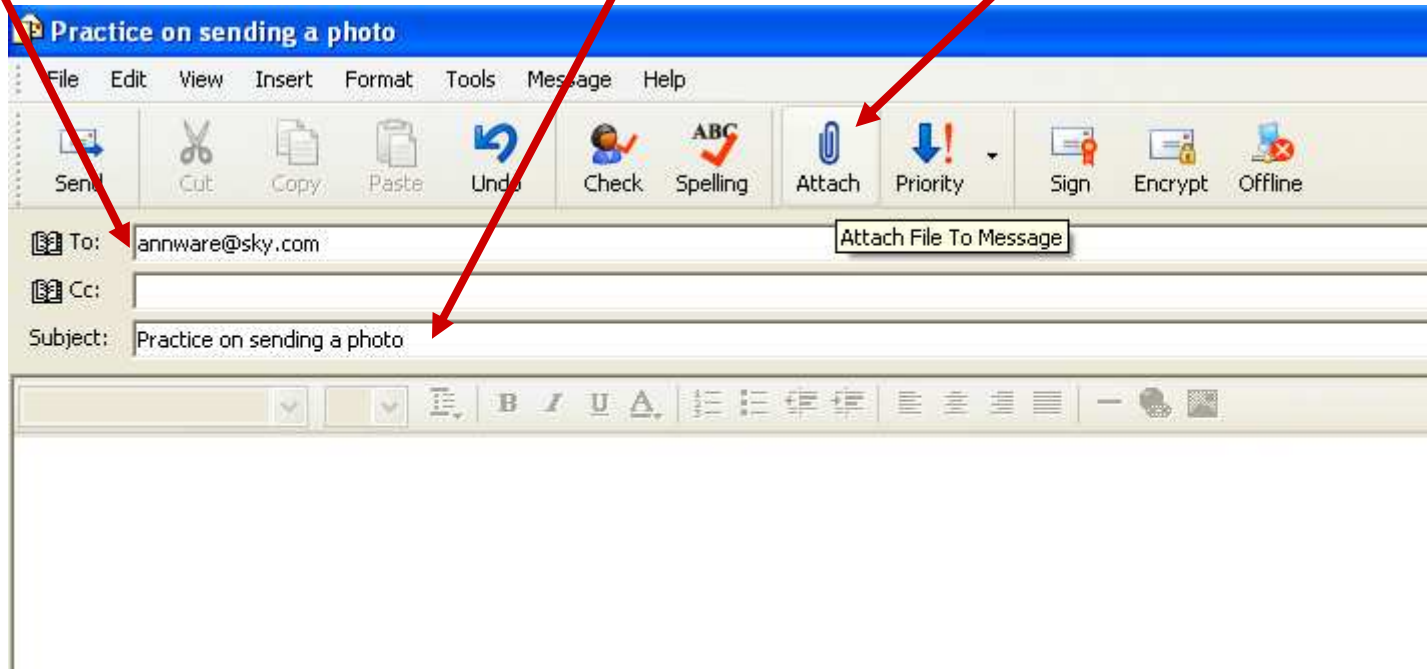 Practice on sending a photo
File Edit View Insert Format Tools Message Help
ABC
Send Cut Copy Paste Undo Check Spelling Attach Priority Sign Encrypt Offline
To: annware@sky.com
Attach File To Message
Cc:
Subject: Practice on sending a photo
B I U A